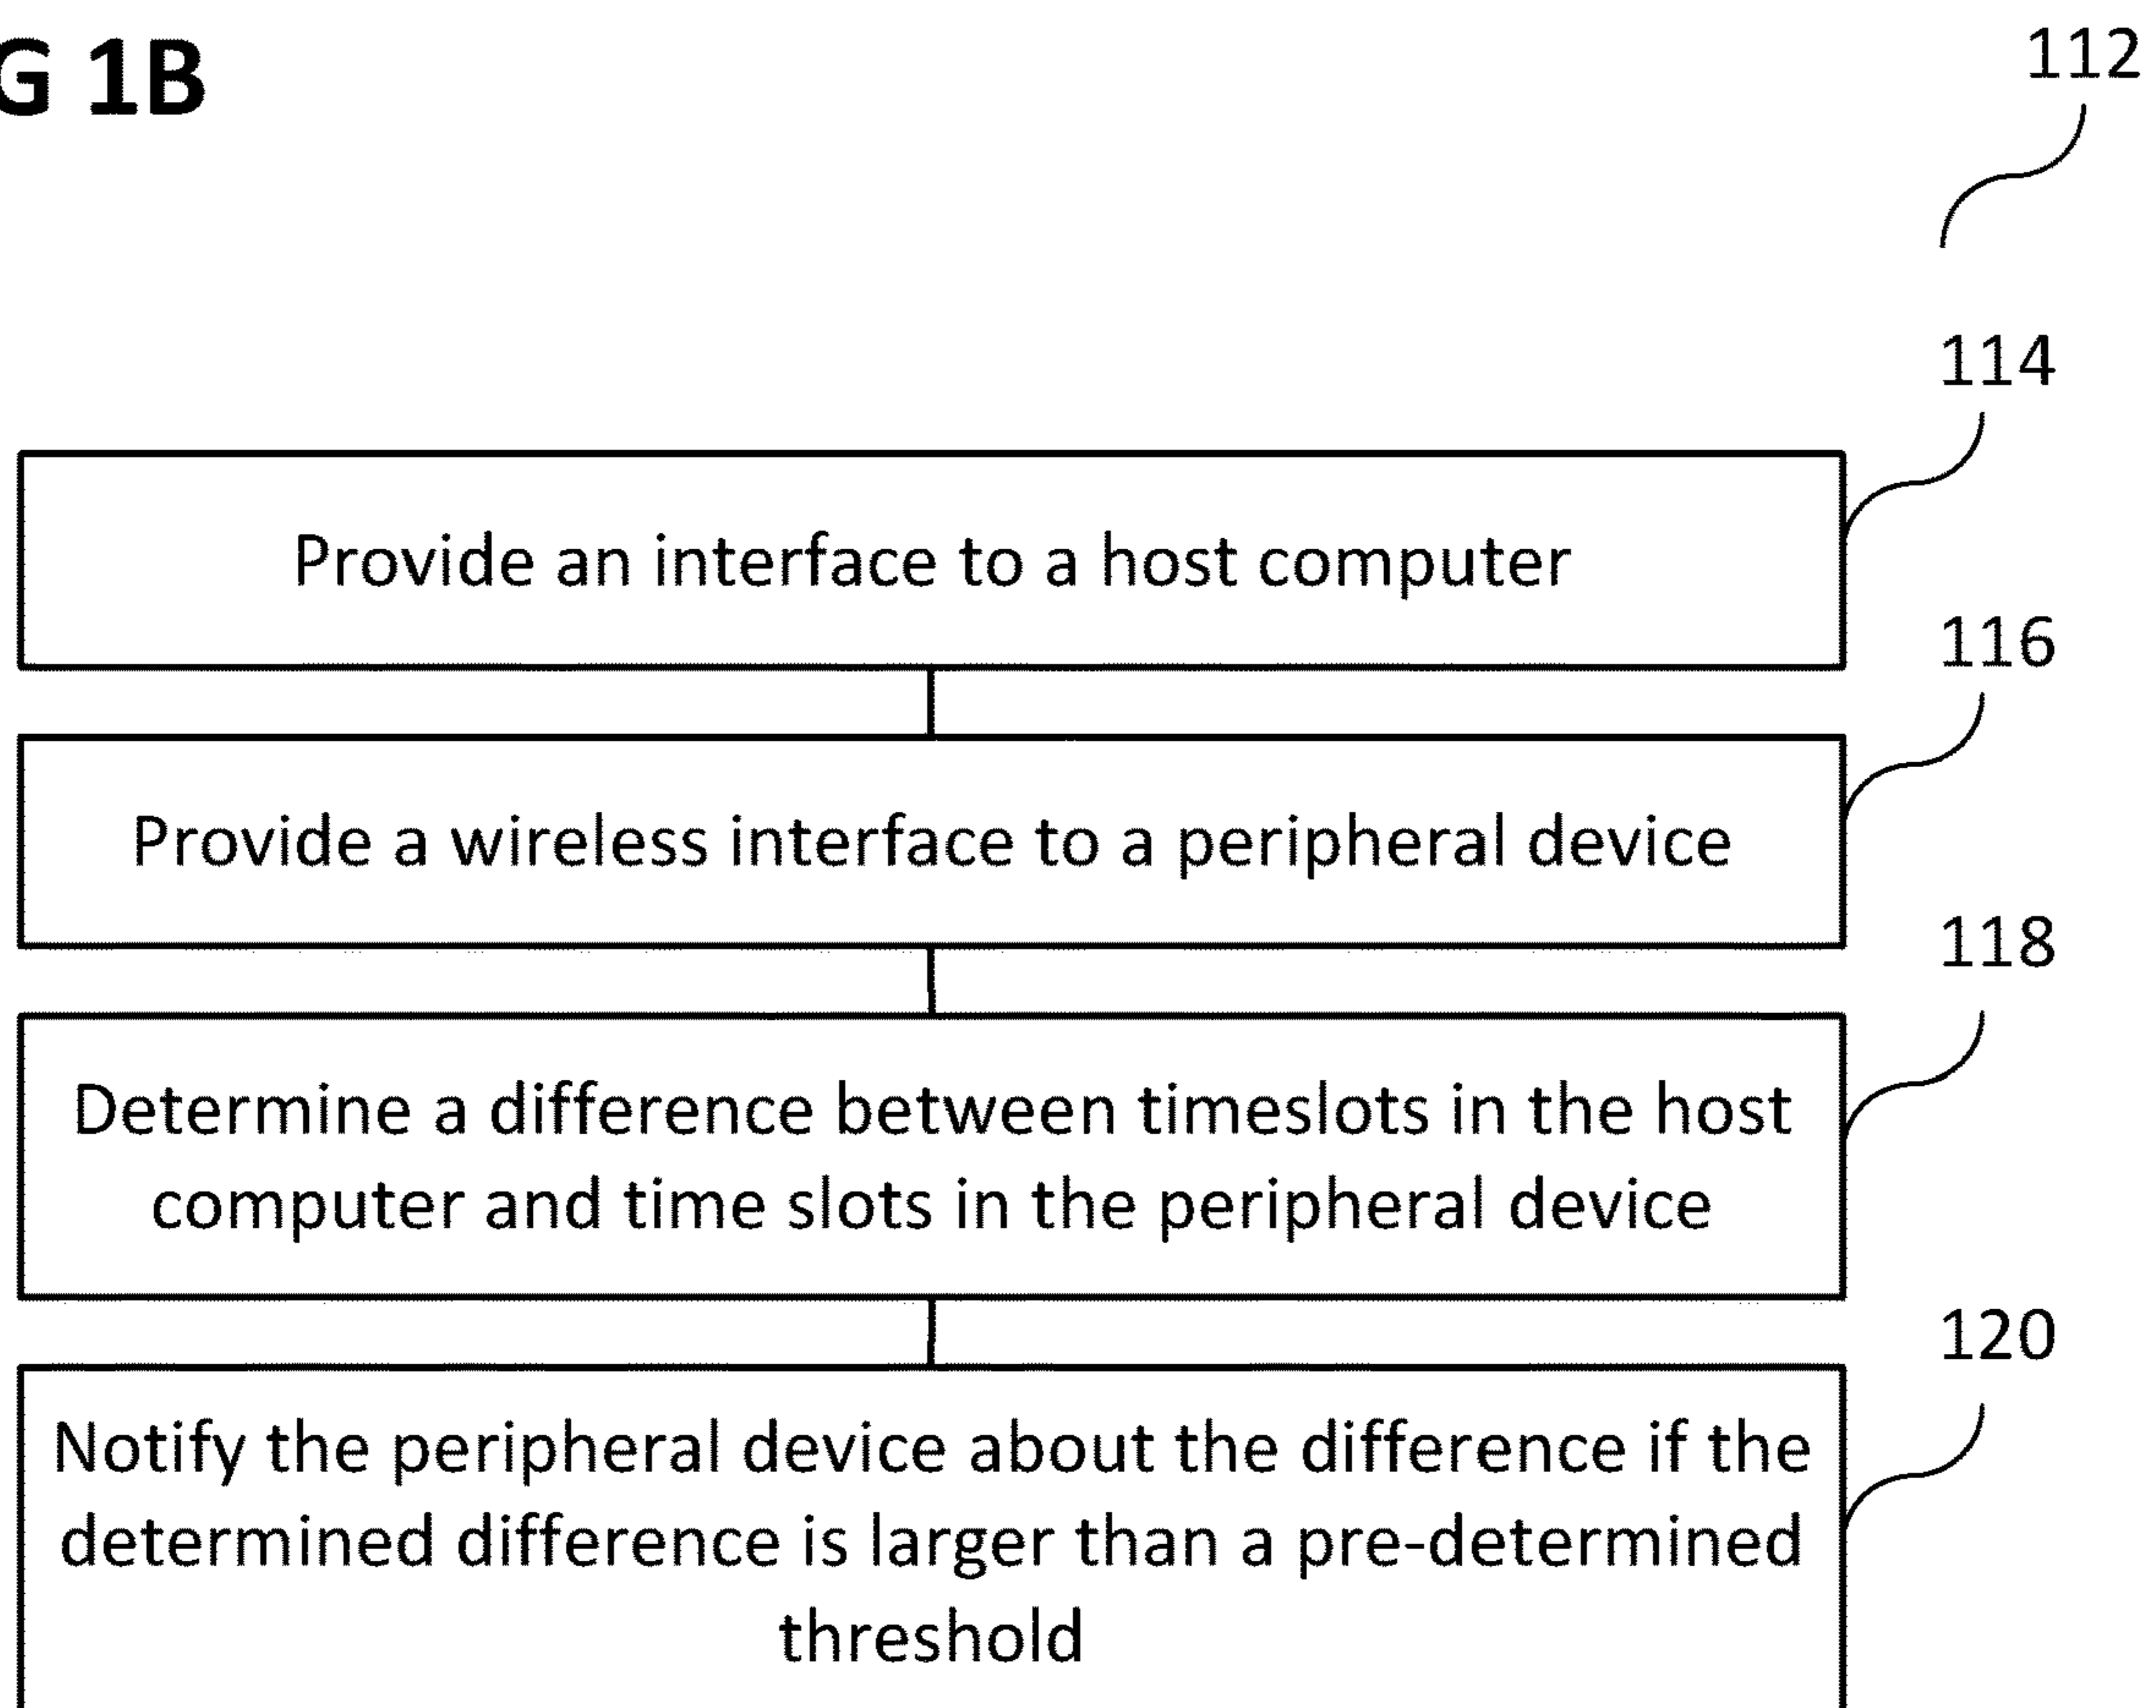 G 1B
112
114
Provide an interface to a host computer
116
Provide a wireless interface to a peripheral device
118
Determine a difference between timeslots in the host
computer and time slots in the peripheral device
120
Notify the peripheral device about the difference if the
determined difference is larger than a pre-determined
threshold